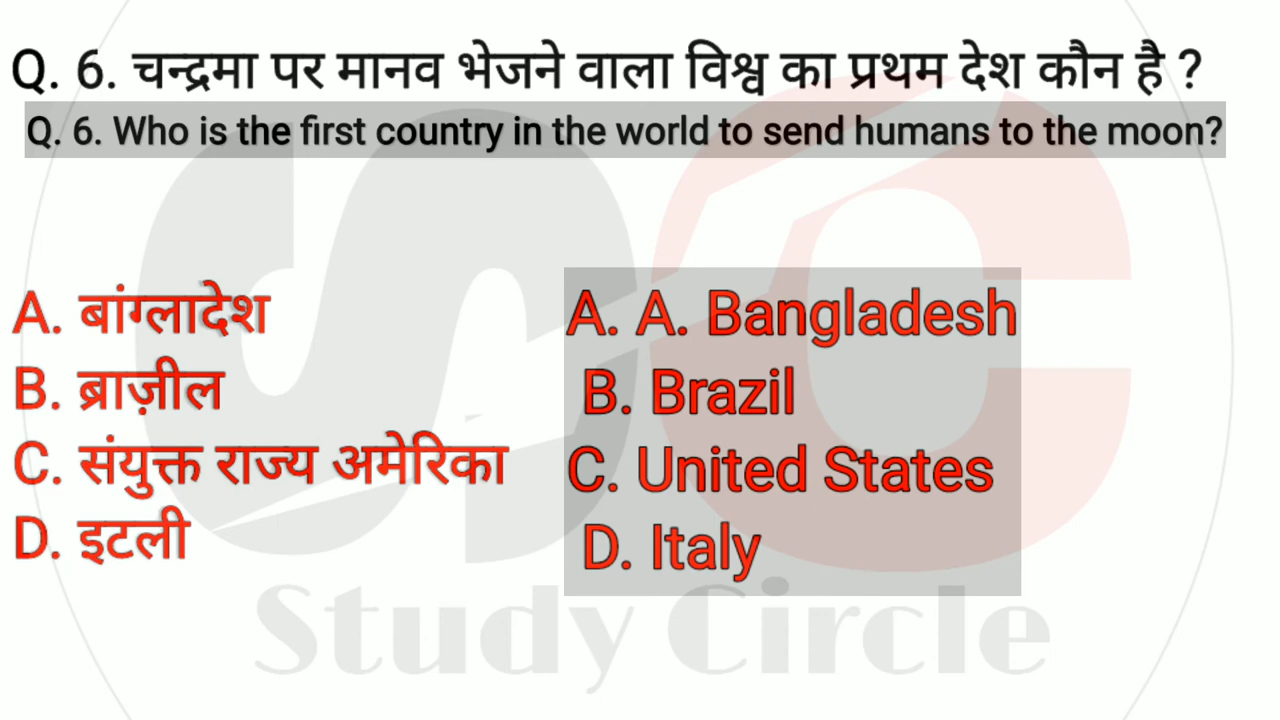 Q. 6. चन्द्रमा पर मानव भेजने वाला विश्व का प्रथम देश कौन है ?
Q. 6. Who is the first country in the world to send humans to the moon?
A. बांग्लादेश
B. ब्राज़ील
C. संयुक्त राज्य अमेरिका
D. इटली
A. A. Bangladesh
B. Brazil
C. United States
D. Italy
Study Circle